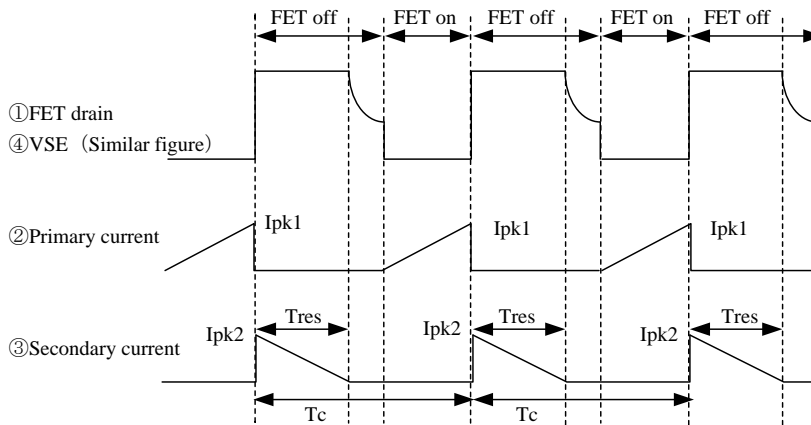 FET off FET on FET off FET on FET off
①FET drain
④VSE（Similar figure）
Ipk1 Ipk1 Ipk1
②Primary current
Tres Tres Tres
Ipk2 Ipk2 Ipk2
③Secondary current
Tc Tc